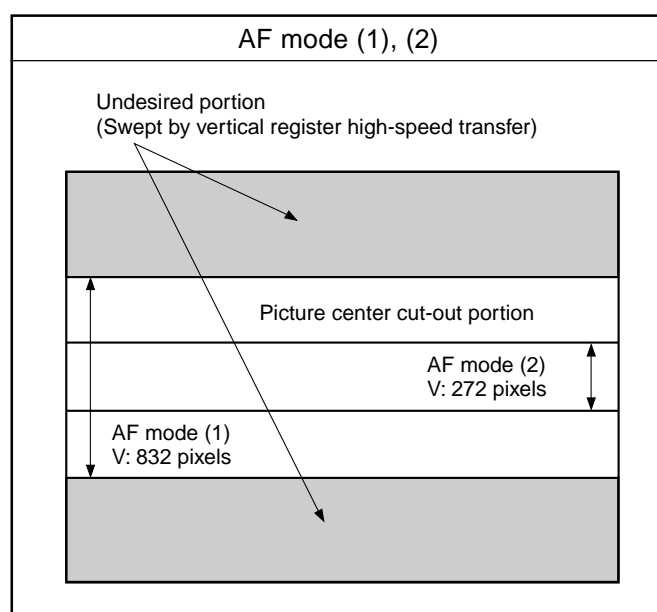 AF mode (1), (2)
Undesired portion
(Swept by vertical register high-speed transfer)
Picture center cut-out portion
AF mode (2)
V: 272 pixels
AF mode (1)
V: 832 pixels